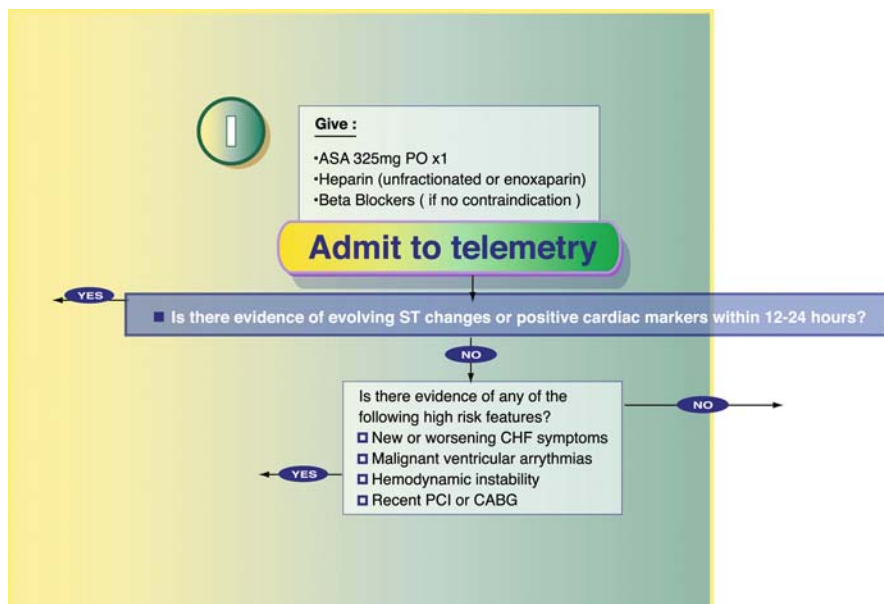 I
Give :
•ASA 325mg PO x1
•Heparin (unfractionated or enoxaparin)
•Beta Blockers ( if no contraindication )
Admit to telemetry
YES
■ Is there evidence of evolving ST changes or positive cardiac markers within 12-24 hours?
NO
Is there evidence of any of the
following high risk features?
□ New or worsening CHF symptoms
□ Malignant ventricular arrythmias
□ Hemodynamic instability
□ Recent PCI or CABG
NO
YES